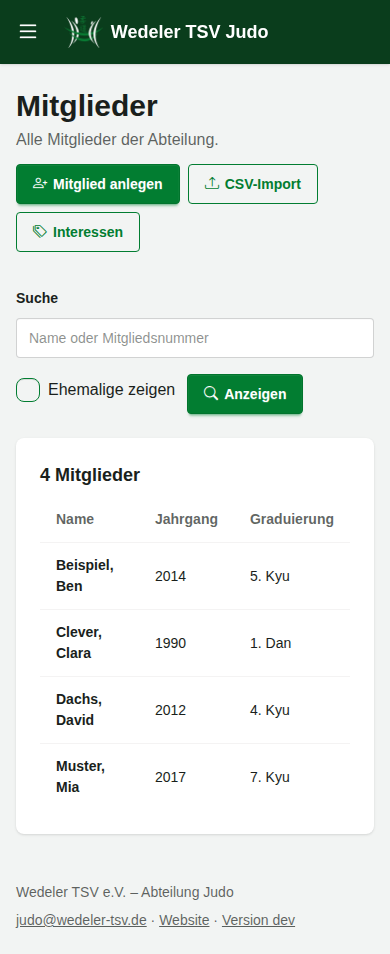 Wedeler TSV Judo
Mitglieder
Alle Mitglieder der Abteilung.
Mitglied anlegen
CSV-Import
Interessen
Suche
Name oder Mitgliedsnummer
Ehemalige zeigen
Anzeigen
4 Mitglieder
Name Jahrgang Graduierung
Beispiel,
Ben 2014 5. Kyu
Clever,
Clara 1990 1. Dan
Dachs,
David 2012 4. Kyu
Muster,
Mia 2017 7. Kyu
Wedeler TSV e.V. – Abteilung Judo
judo@wedeler-tsv.de · Website · Version dev